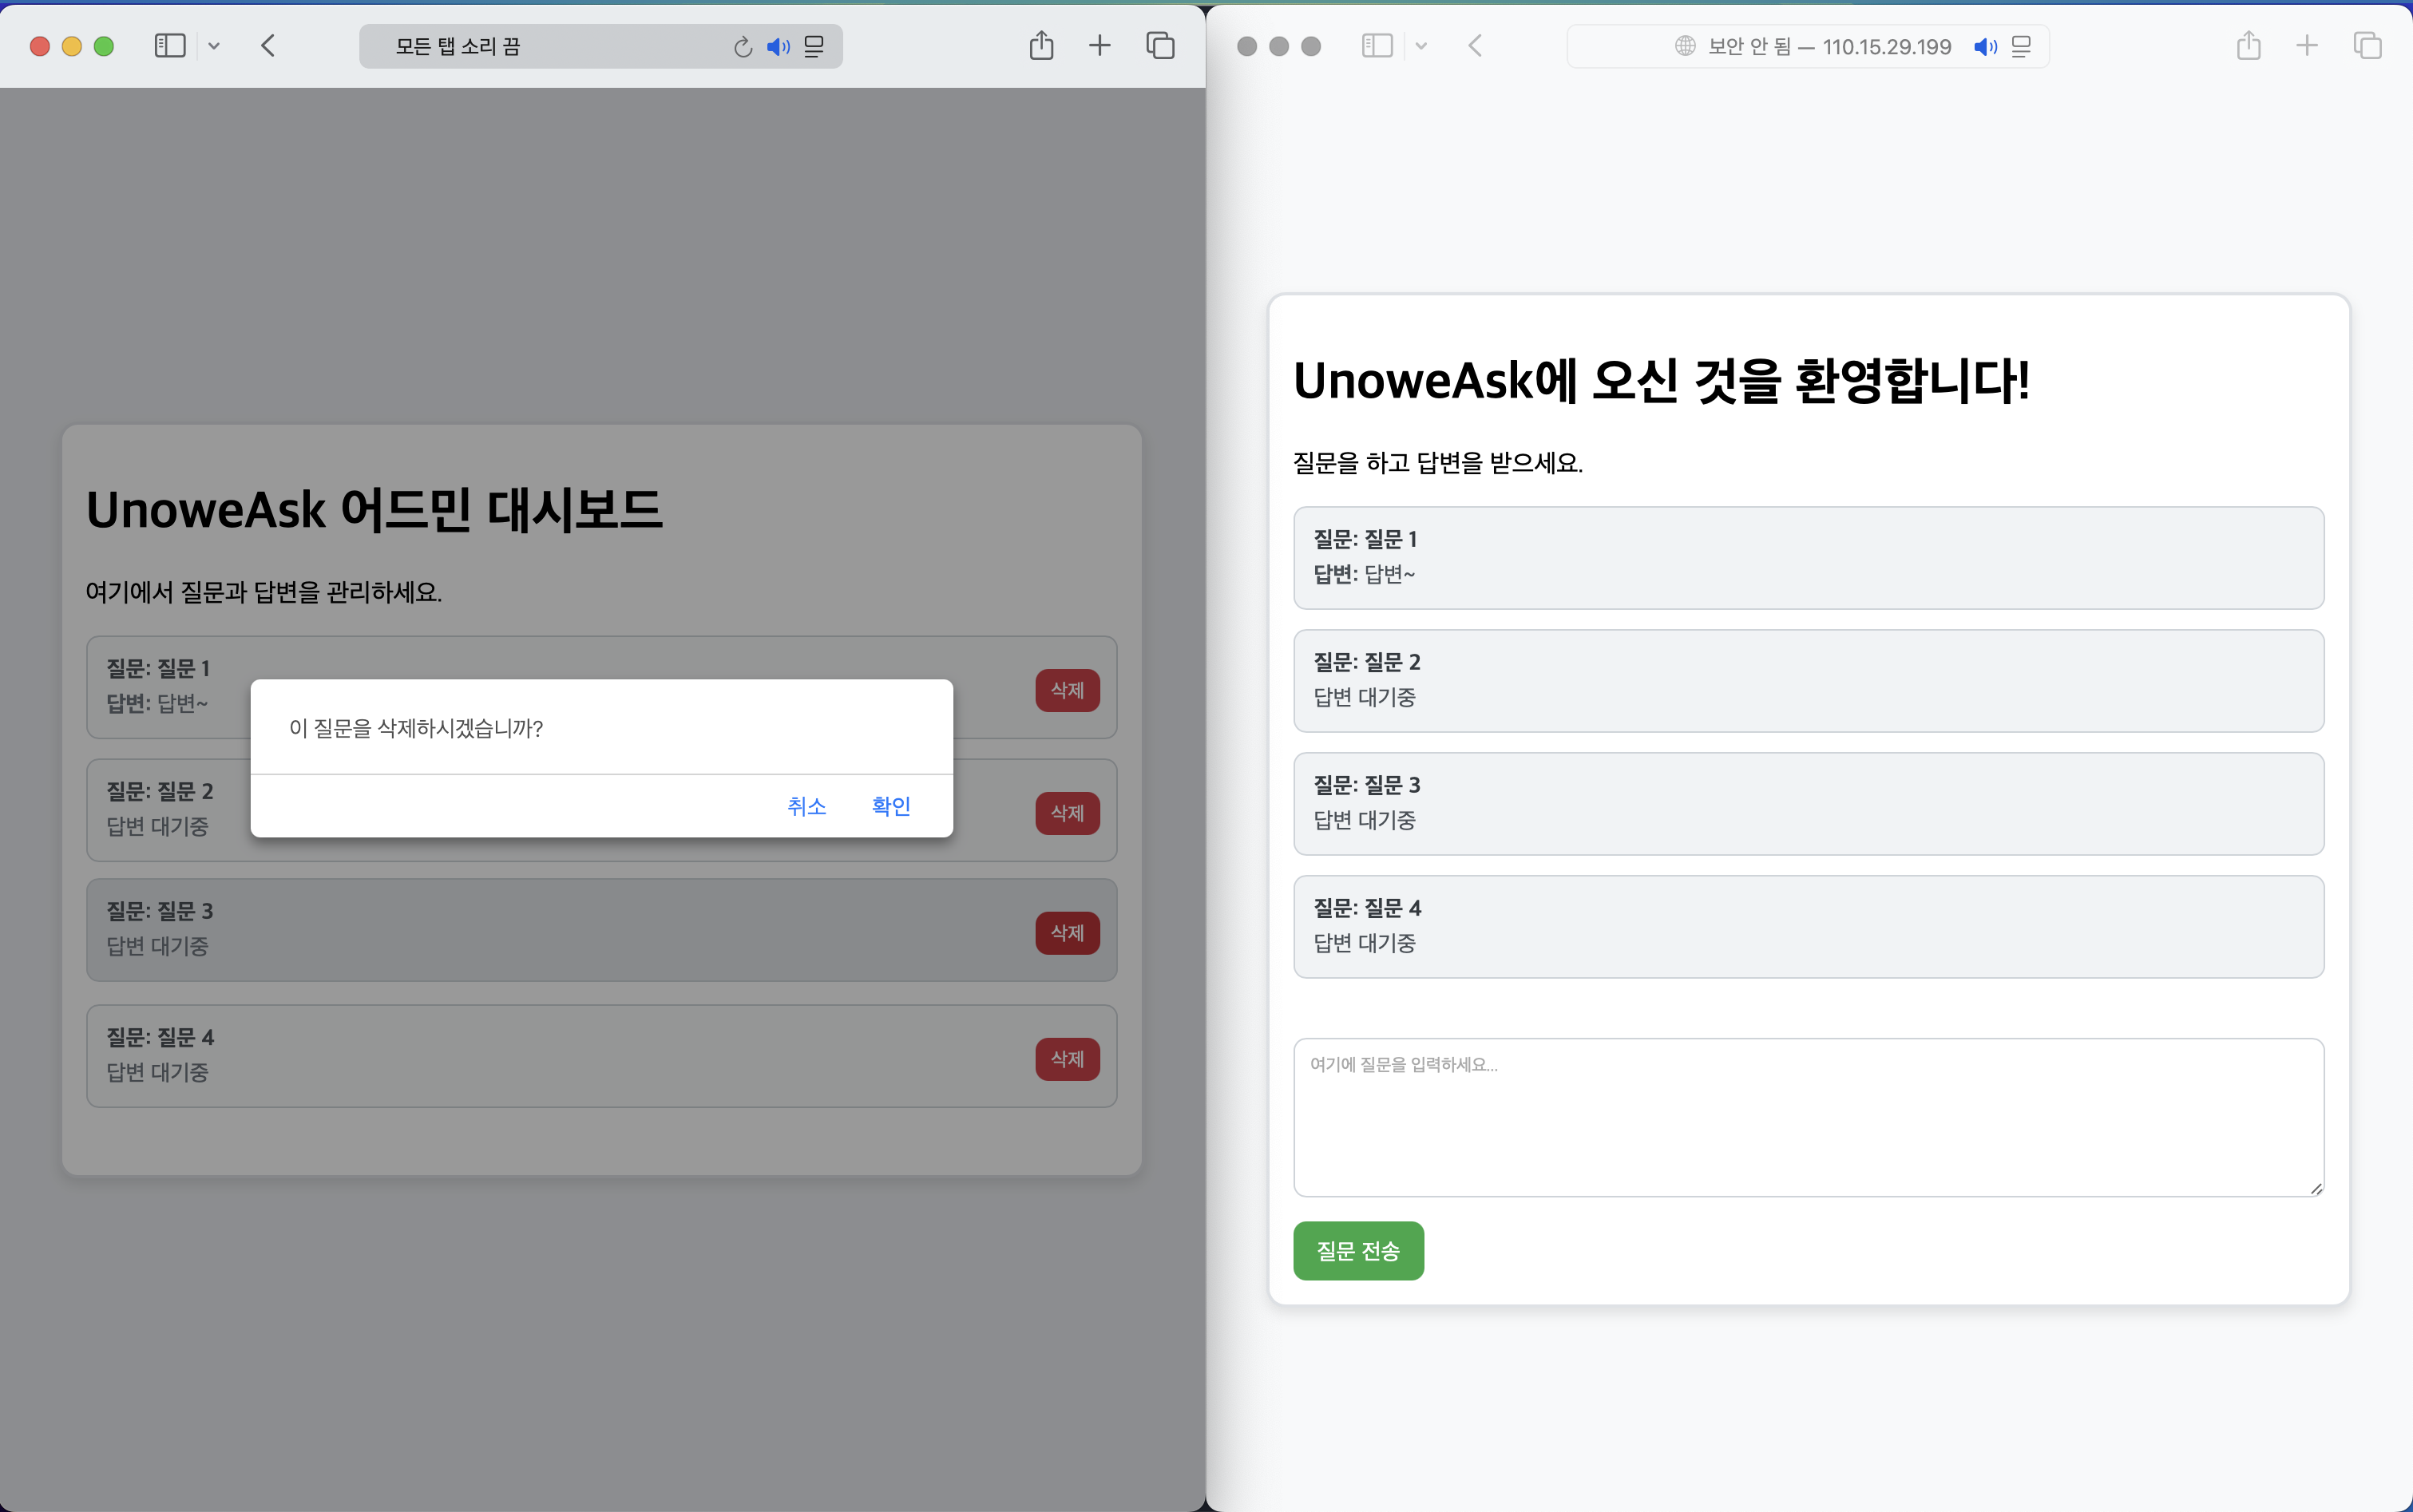 모든 탭 소리 끔
UnoweAsk 어드민 대시보드
여기에서 질문과 답변을 관리하세요.
질문: 질문 1
답변: 답변~
삭제
이 질문을 삭제하시겠습니까?
취소 확인
질문: 질문 2
답변 대기중
삭제
질문: 질문 3
답변 대기중
삭제
질문: 질문 4
답변 대기중
삭제
보안 안 됨 — 110.15.29.199
UnoweAsk에 오신 것을 환영합니다!
질문을 하고 답변을 받으세요.
질문: 질문 1
답변: 답변~
질문: 질문 2
답변 대기중
질문: 질문 3
답변 대기중
질문: 질문 4
답변 대기중
여기에 질문을 입력하세요...
질문 전송